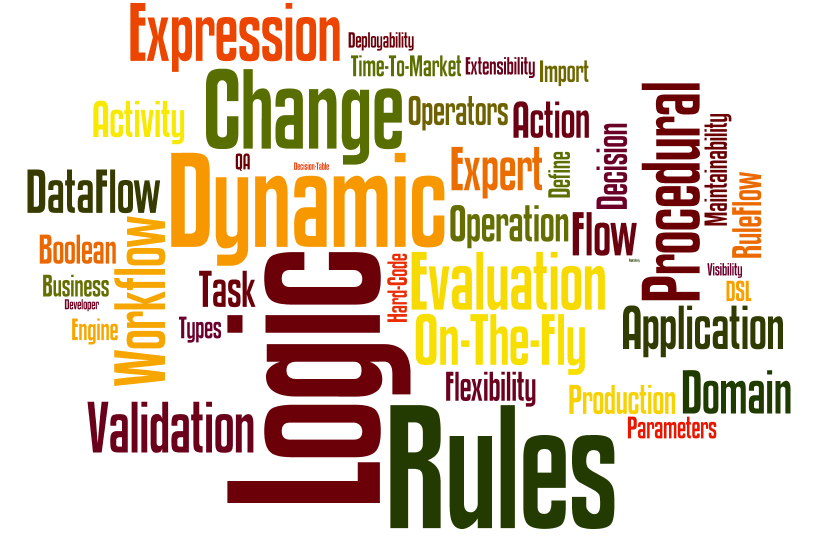 Expression
Deployability
Time-To-Market
Extensibility
Import
Change
Activity
Operators
Action
Procedural
Maintainability
QA
Decision-Table
Expert
Define
Decision
DataFlow
Dynamic
Operation
Flow
RuleFlow
Boolean
Workflow
Business
Developer
Task
Logic
Hard-Code
Evaluation
Visibility
DSL
Engine
Types
On-The-Fly
Application
Flexibility
Production
Domain
Validation
Rules
Parameters